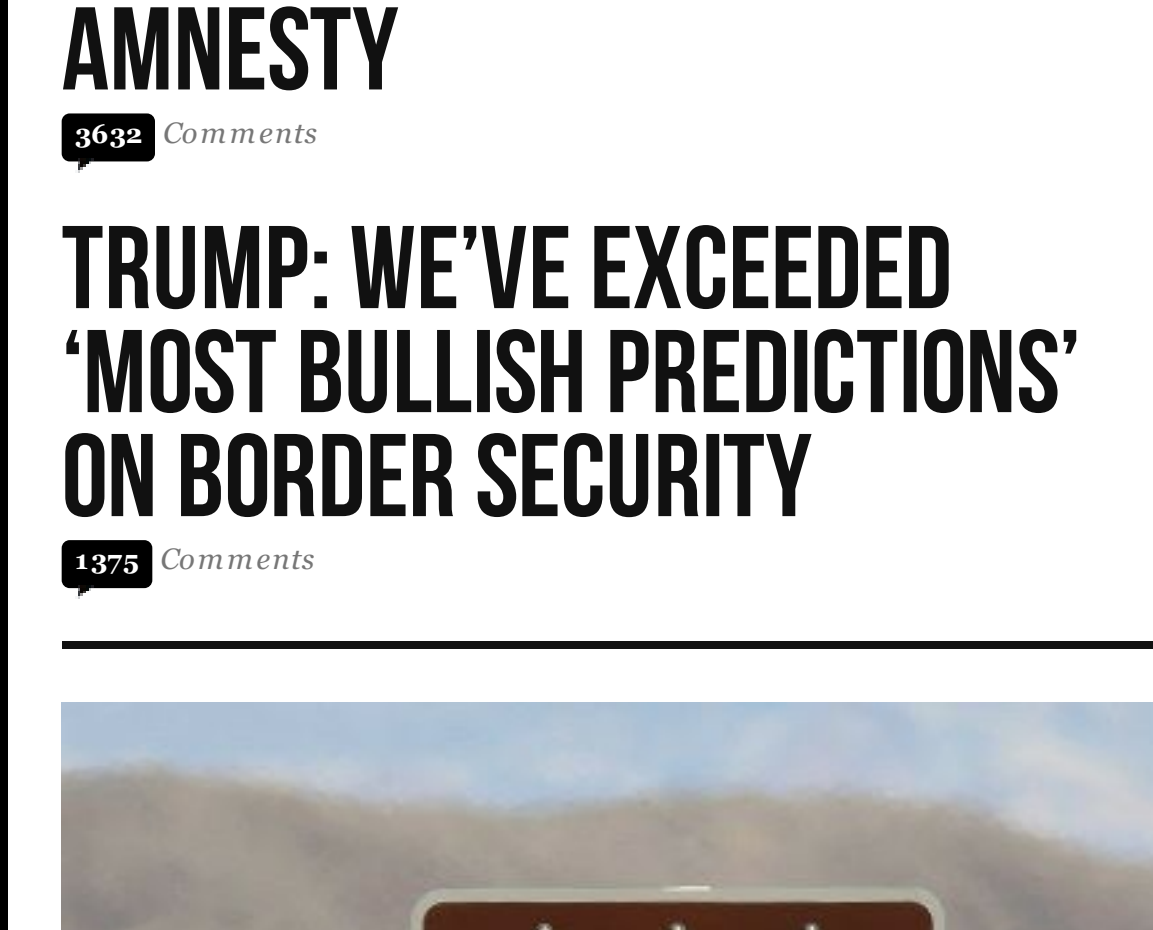 AMNESTY
3632 Comments
TRUMP: WE’VE EXCEEDED
‘MOST BULLISH PREDICTIONS’
ON BORDER SECURITY
1375 Comments